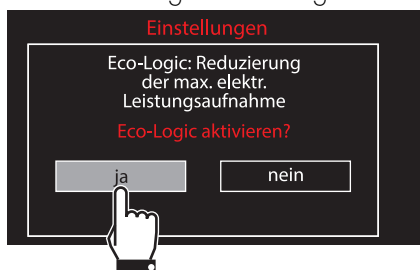 Einstellungen
Eco-Logic: Reduzierung
der max. elektr.
Leistungsaufnahme
Eco-Logic aktivieren?
ja
nein